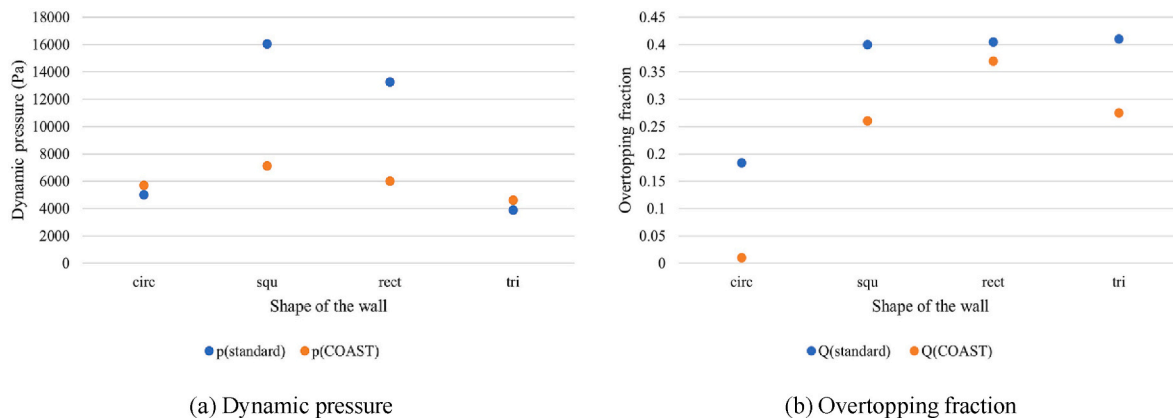 18000
16000
14000
12000
10000
8000
6000
4000
2000
0
Dynamic pressure (Pa)
circ squ rect tri
Shape of the wall
p(standard) p(COAST)
(a) Dynamic pressure
0.45
0.4
0.35
0.3
0.25
0.2
0.15
0.1
0.05
0
Overtopping fraction
circ squ rect tri
Shape of the wall
Q(standard) Q(COAST)
(b) Overtopping fraction